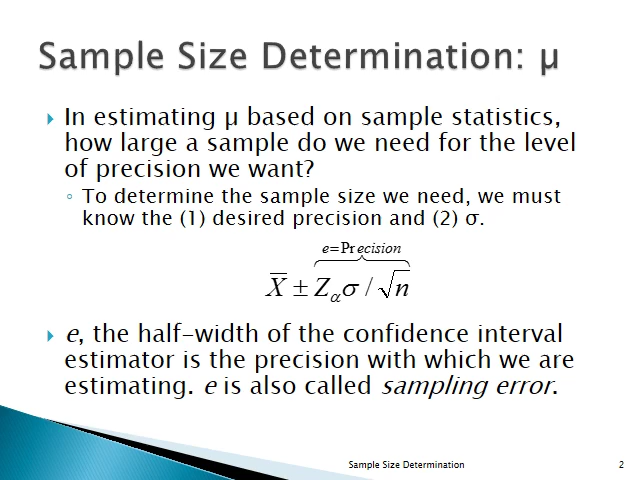 Sample Size Determination: μ
In estimating μ based on sample statistics,
how large a sample do we need for the level
of precision we want?
To determine the sample size we need, we must
know the (1) desired precision and (2) σ.
e=Precision
X̅ ± Zασ / √n
e, the half-width of the confidence interval
estimator is the precision with which we are
estimating. e is also called sampling error.
Sample Size Determination 2